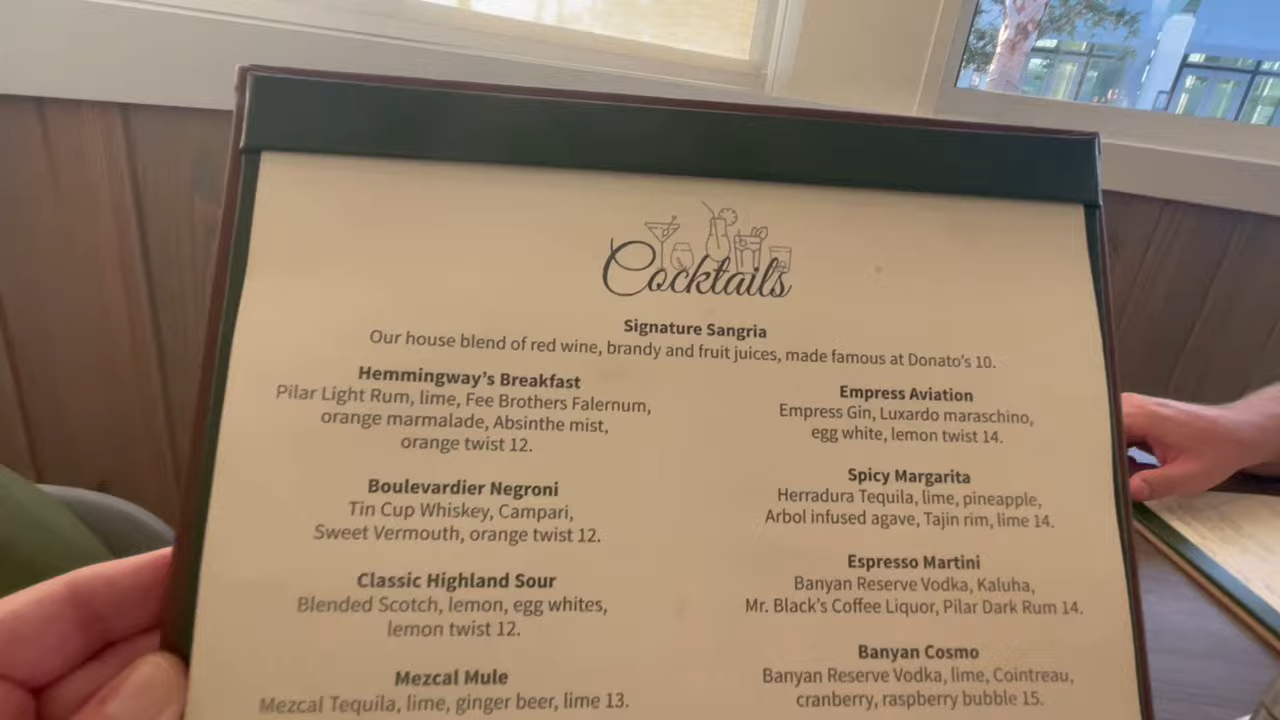 Cocktails
Signature Sangria
Our house blend of red wine, brandy and fruit juices, made famous at Donato's 10.
Hemmingway's Breakfast
Pilar Light Rum, lime, Fee Brothers Falernum,
orange marmalade, Absinthe mist,
orange twist 12.
Boulevardier Negroni
Tin Cup Whiskey, Campari,
Sweet Vermouth, orange twist 12.
Classic Highland Sour
Blended Scotch, lemon, egg whites,
lemon twist 12.
Mezcal Mule
Mezcal Tequila, lime, ginger beer, lime 13.
Empress Aviation
Empress Gin, Luxardo maraschino,
egg white, lemon twist 14.
Spicy Margarita
Herradura Tequila, lime, pineapple,
Arbol infused agave, Tajin rim, lime 14.
Espresso Martini
Banyan Reserve Vodka, Kaluha,
Mr. Black's Coffee Liquor, Pilar Dark Rum 14.
Banyan Cosmo
Banyan Reserve Vodka, lime, Cointreau,
cranberry, raspberry bubble 15.